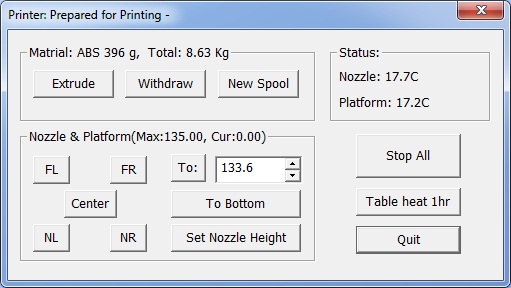 Printer: Prepared for Printing -
Matrial: ABS 396 g,  Total: 8.63 Kg
Extrude Withdraw New Spool
Status:
Nozzle: 17.7C
Platform: 17.2C
Nozzle & Platform(Max:135.00, Cur:0.00)
FL FR To: 133.6
Center To Bottom
NL NR Set Nozzle Height
Stop All
Table heat 1hr
Quit